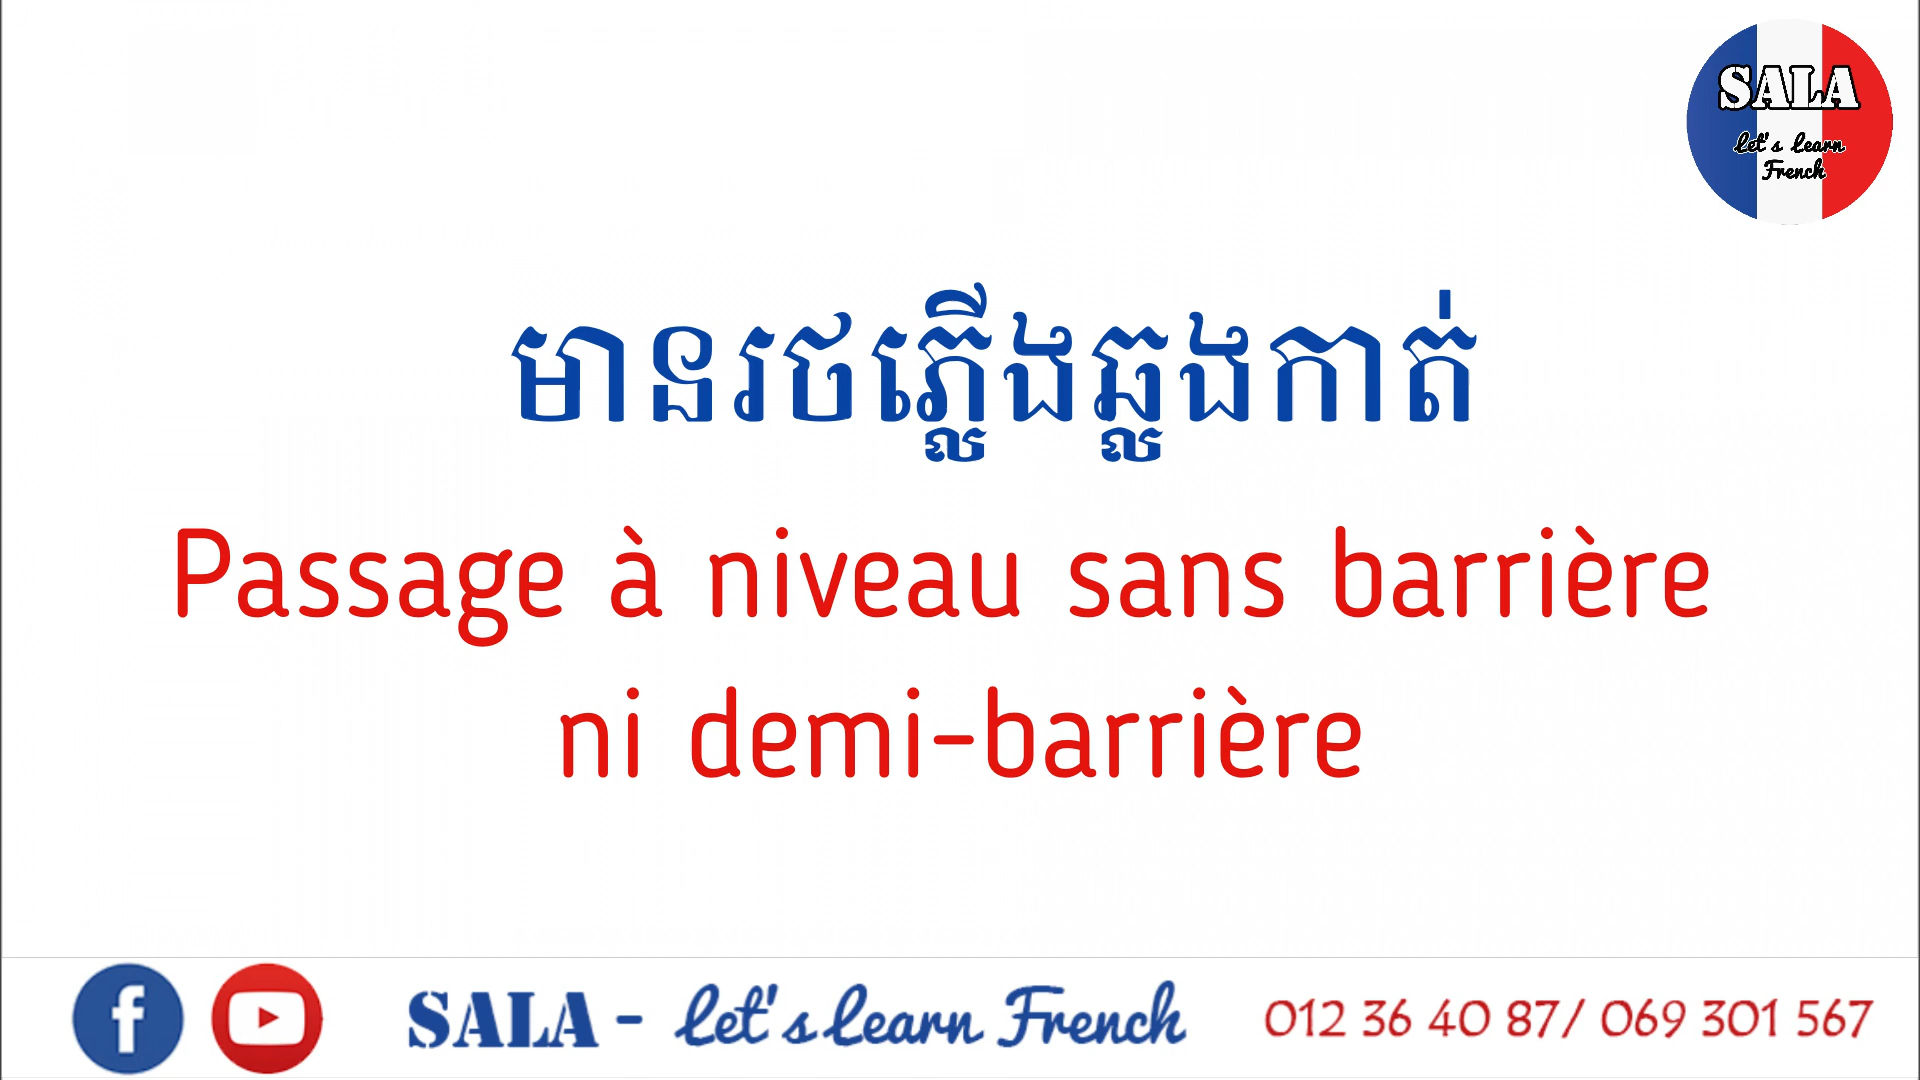 SALA
Let's Learn
French
មានរថភ្លើងឆ្លងកាត់
Passage à niveau sans barrière
ni demi-barrière
SALA - Let's Learn French 012 36 40 87/ 069 301 567